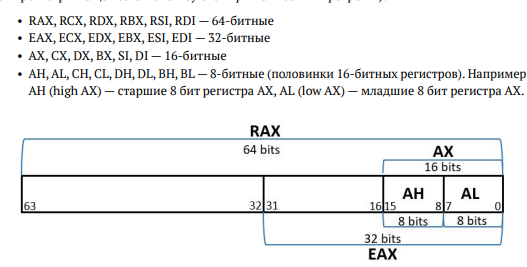 • RAX, RCX, RDX, RBX, RSI, RDI — 64-битные
• EAX, ECX, EDX, EBX, ESI, EDI — 32-битные
• AX, CX, DX, BX, SI, DI — 16-битные
• AH, AL, CH, CL, DH, DL, BH, BL — 8-битные (половинки 16-битных регистров). Например
AH (high AX) — старшие 8 бит регистра AX, AL (low AX) — младшие 8 бит регистра AX.
RAX
64 bits
AX
16 bits
AH AL
63 32 31 16 15 8 7 0
8 bits 8 bits
32 bits
EAX